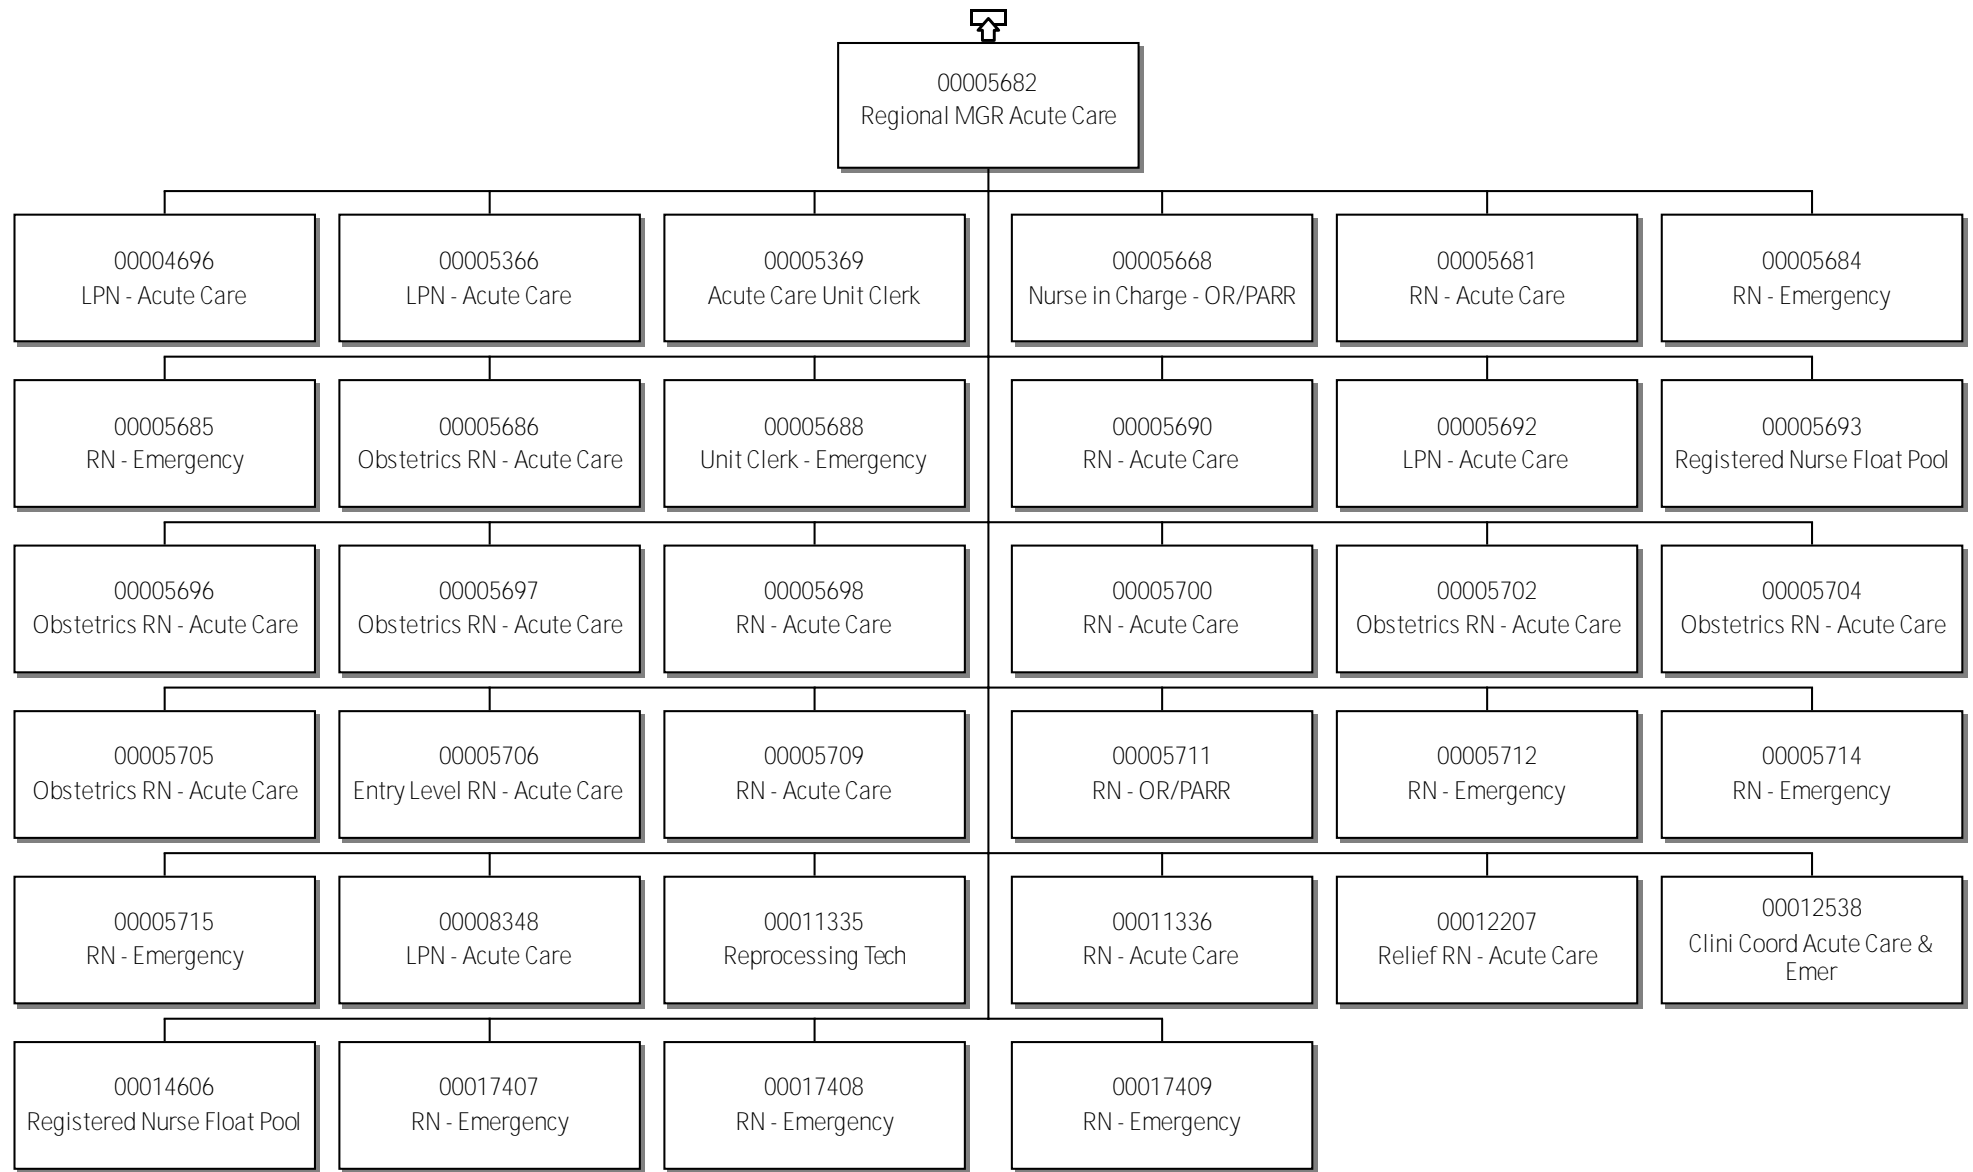 00005682
Regional MGR Acute Care
00004696
LPN - Acute Care
00005366
LPN - Acute Care
00005369
Acute Care Unit Clerk
00005668
Nurse in Charge - OR/PARR
00005681
RN - Acute Care
00005684
RN - Emergency
00005685
RN - Emergency
00005686
Obstetrics RN - Acute Care
00005688
Unit Clerk - Emergency
00005690
RN - Acute Care
00005692
LPN - Acute Care
00005693
Registered Nurse Float Pool
00005696
Obstetrics RN - Acute Care
00005697
Obstetrics RN - Acute Care
00005698
RN - Acute Care
00005700
RN - Acute Care
00005702
Obstetrics RN - Acute Care
00005704
Obstetrics RN - Acute Care
00005705
Obstetrics RN - Acute Care
00005706
Entry Level RN - Acute Care
00005709
RN - Acute Care
00005711
RN - OR/PARR
00005712
RN - Emergency
00005714
RN - Emergency
00005715
RN - Emergency
00008348
LPN - Acute Care
00011335
Reprocessing Tech
00011336
RN - Acute Care
00012207
Relief RN - Acute Care
00012538
Clini Coord Acute Care &
Emer
00014606
Registered Nurse Float Pool
00017407
RN - Emergency
00017408
RN - Emergency
00017409
RN - Emergency